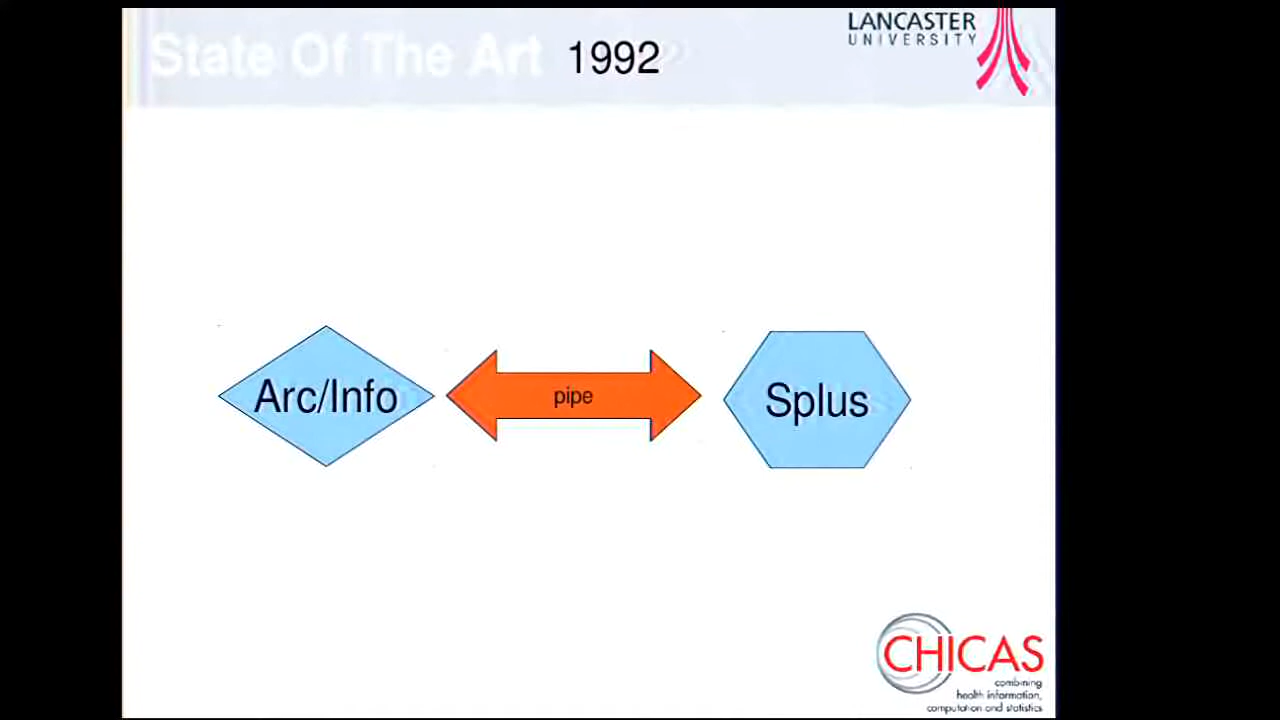 State Of The Art 1992
LANCASTER
UNIVERSITY
Arc/Info
pipe
Splus
CHICAS
combining
health information,
computation and statistics